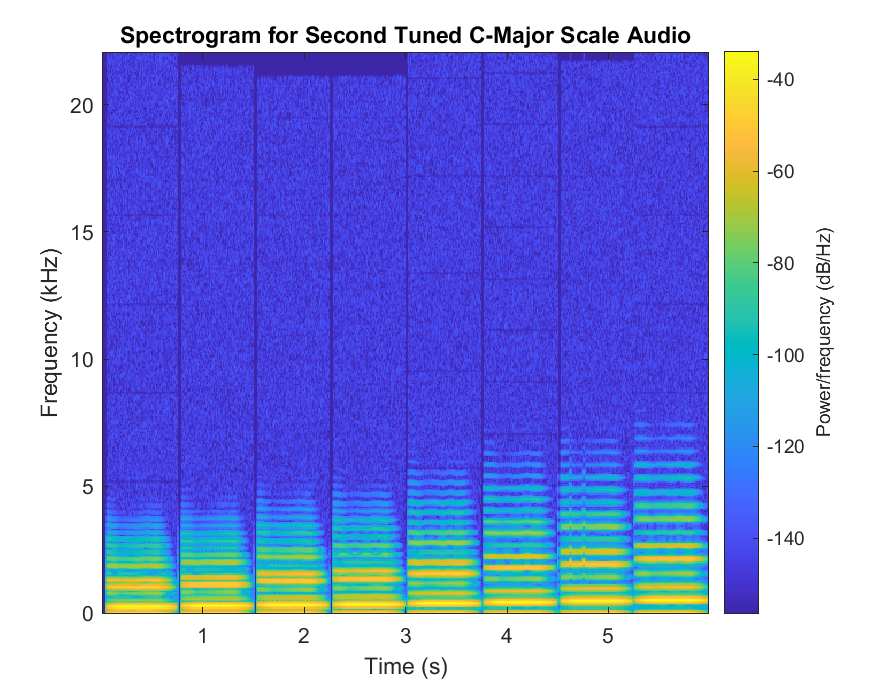 Spectrogram for Second Tuned C-Major Scale Audio
20
15
10
5
0
Frequency (kHz)
1 2 3 4 5
Time (s)
-40
-60
-80
-100
-120
-140
Power/frequency (dB/Hz)